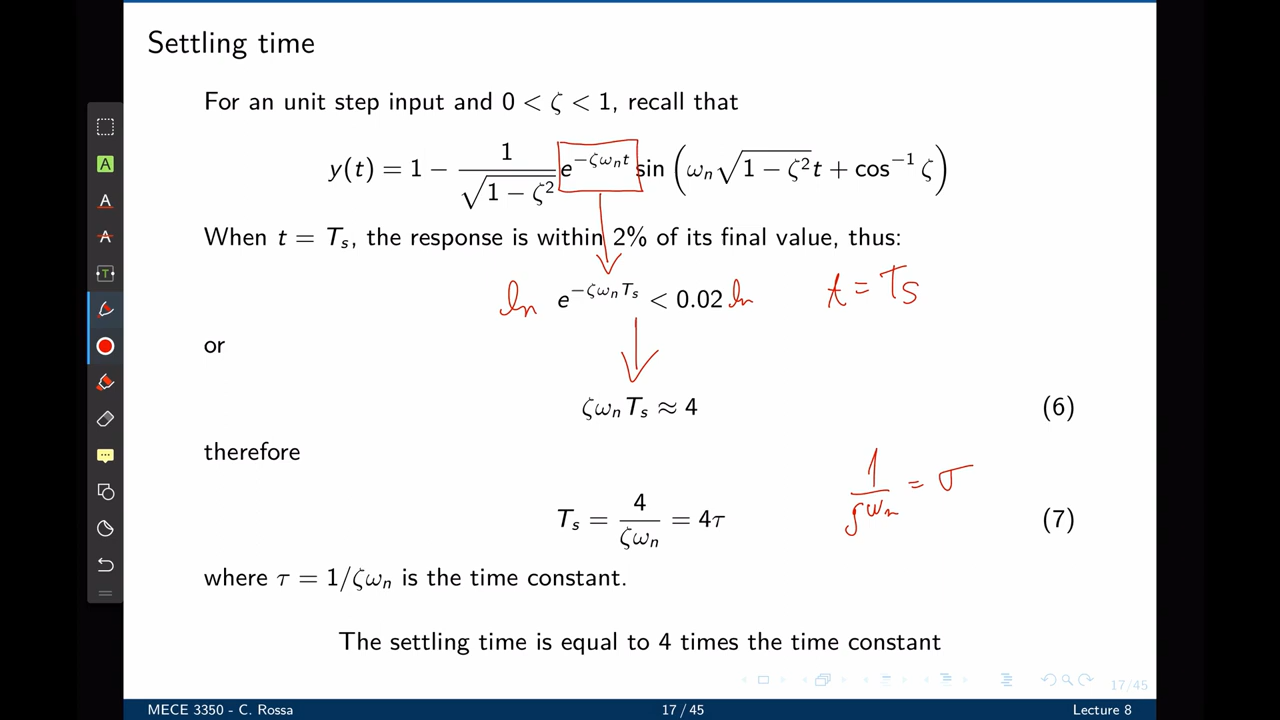 Settling time
For an unit step input and 0 < ζ < 1, recall that
y(t) = 1 − 1/√(1 − ζ²) e^{−ζωₙt} sin (ωₙ√(1 − ζ²) t + cos⁻¹ ζ)
When t = Tₛ, the response is within 2% of its final value, thus:
ln e^{−ζωₙTₛ} < 0.02 ln t = Ts
or
ζωₙTₛ ≈ 4 (6)
therefore
1/ζωₙ = σ
Tₛ = 4/ζωₙ = 4τ (7)
where τ = 1/ζωₙ is the time constant.
The settling time is equal to 4 times the time constant
17/45
MECE 3350 - C. Rossa 17 / 45 Lecture 8
A
A
A
T